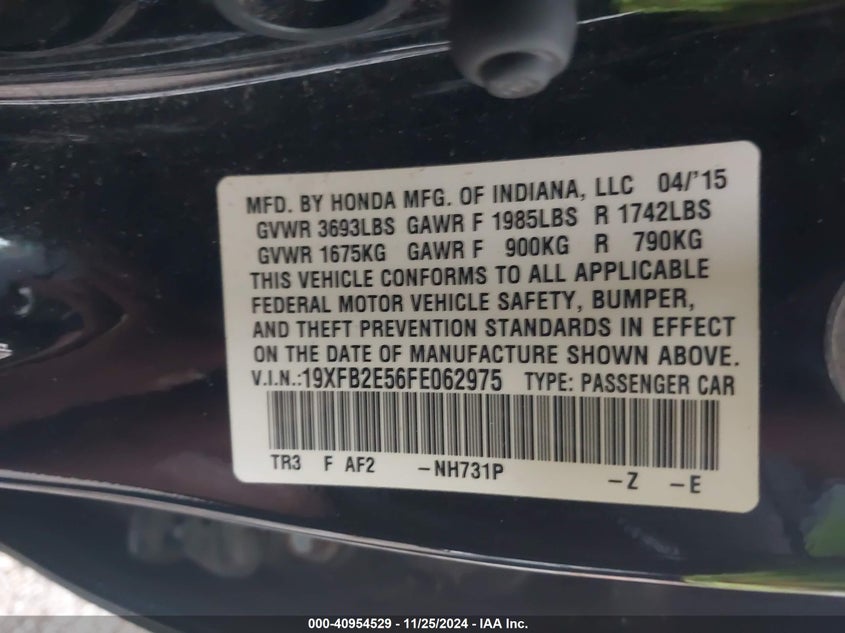 MFD. BY HONDA MFG. OF INDIANA, LLC 04/'15
GVWR 3693LBS GAWR F 1985LBS R 1742LBS
GVWR 1675KG GAWR F 900KG R 790KG
THIS VEHICLE CONFORMS TO ALL APPLICABLE
FEDERAL MOTOR VEHICLE SAFETY, BUMPER,
AND THEFT PREVENTION STANDARDS IN EFFECT
ON THE DATE OF MANUFACTURE SHOWN ABOVE.
V.I.N.:19XFB2E56FE062975 TYPE: PASSENGER CAR
TR3 F AF2 -NH731P -Z -E
000-40954529 - 11/25/2024 - IAA Inc.